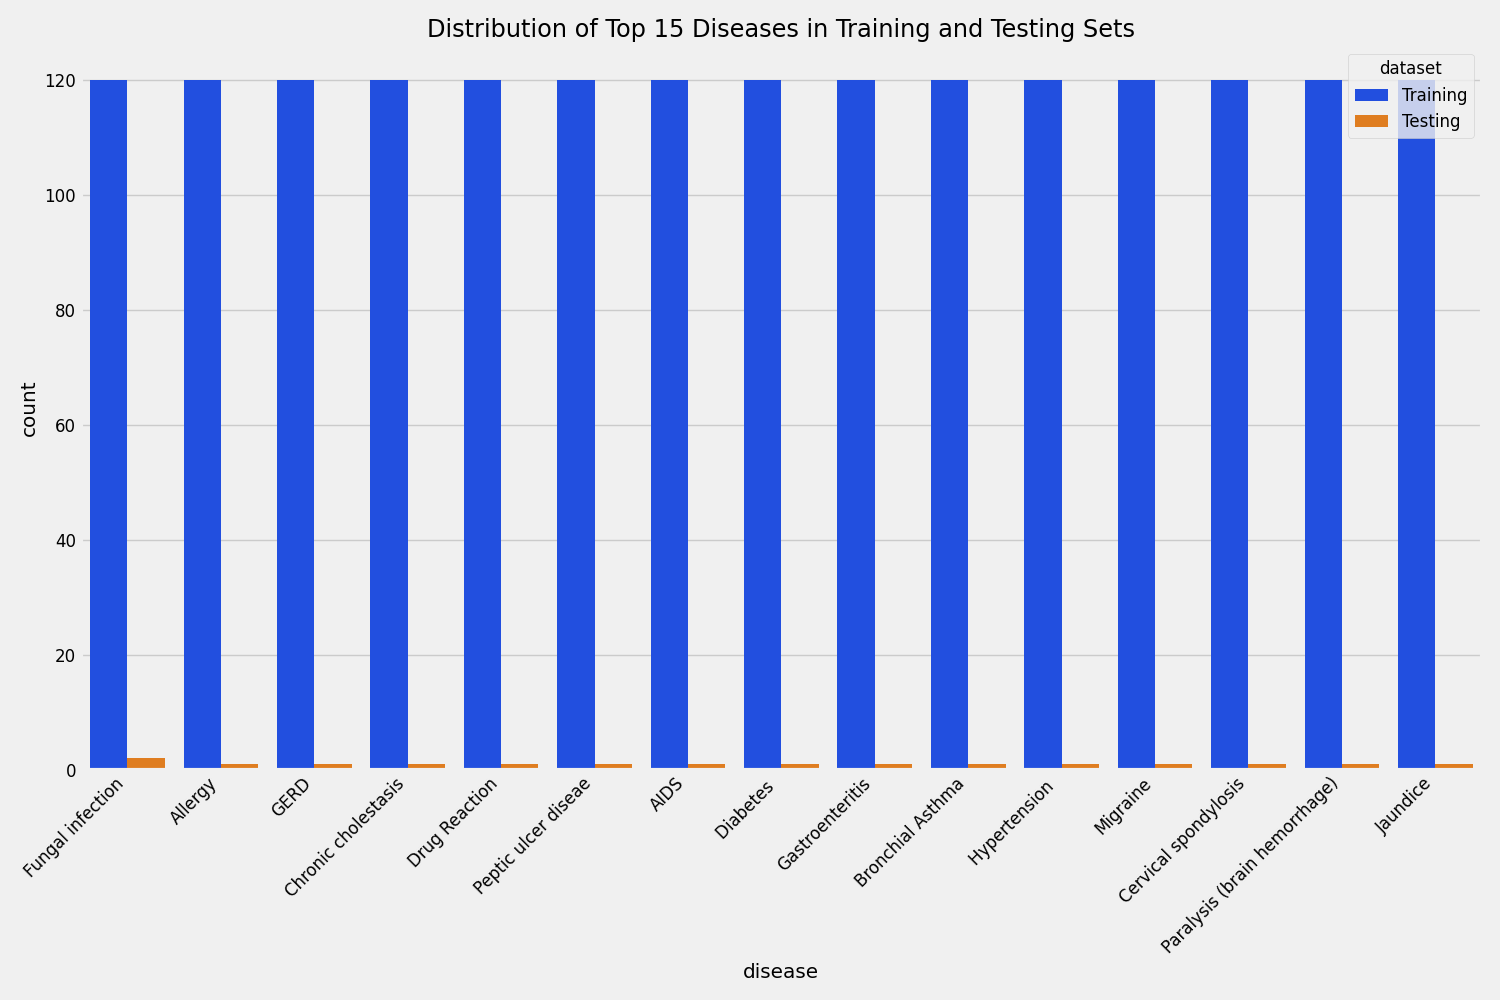 Distribution of Top 15 Diseases in Training and Testing Sets
dataset
Training
Testing
120
100
80
60
40
20
0
count
Fungal infection
Allergy
GERD
Chronic cholestasis
Drug Reaction
Peptic ulcer diseae
AIDS
Diabetes
Gastroenteritis
Bronchial Asthma
Hypertension
Migraine
Cervical spondylosis
Paralysis (brain hemorrhage)
Jaundice
disease